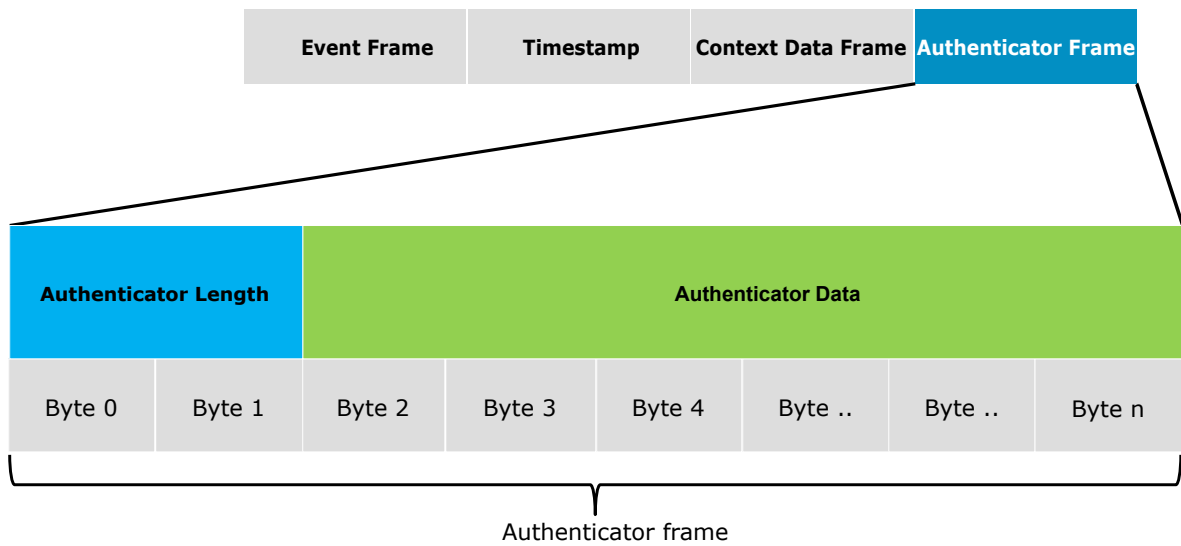 Event Frame Timestamp Context Data Frame Authenticator Frame
Authenticator Length Authenticator Data
Byte 0 Byte 1 Byte 2 Byte 3 Byte 4 Byte .. Byte .. Byte n
Authenticator frame